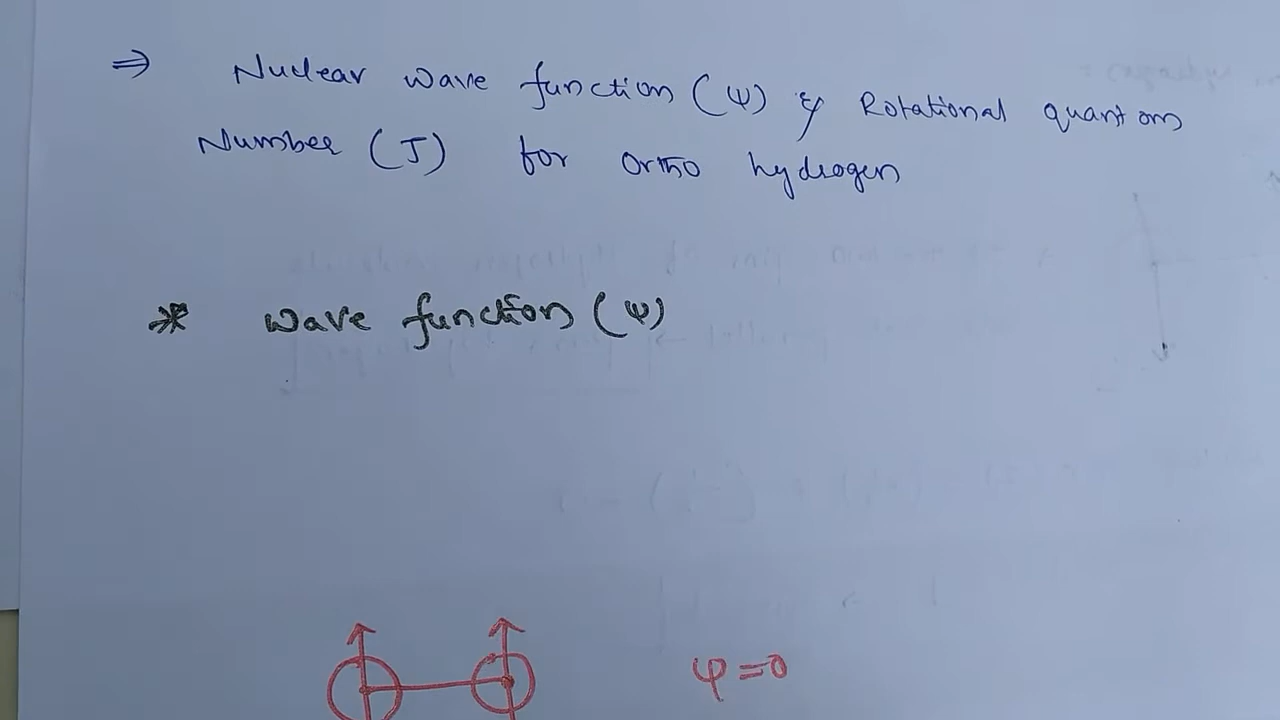 ⇒ Nuclear wave function (ψ) & Rotational quantum
Number (J) for ortho hydrogen
* Wave function (ψ)
ψ = 0